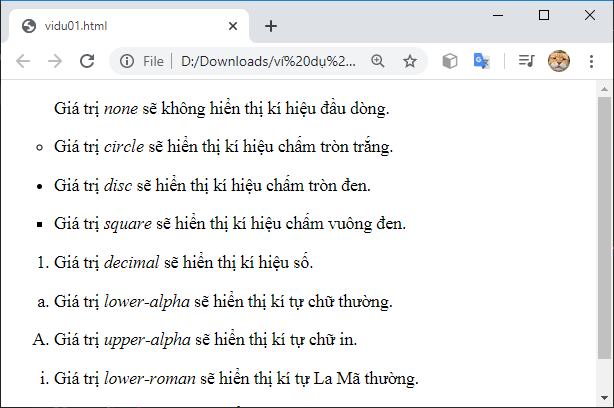 vidu01.html
File
D:/Downloads/ví%20dụ%2...
Giá trị none sẽ không hiển thị kí hiệu đầu dòng.
Giá trị circle sẽ hiển thị kí hiệu chấm tròn trắng.
Giá trị disc sẽ hiển thị kí hiệu chấm tròn đen.
Giá trị square sẽ hiển thị kí hiệu chấm vuông đen.
1. Giá trị decimal sẽ hiển thị kí hiệu số.
a. Giá trị lower-alpha sẽ hiển thị kí tự chữ thường.
A. Giá trị upper-alpha sẽ hiển thị kí tự chữ in.
i. Giá trị lower-roman sẽ hiển thị kí tự La Mã thường.